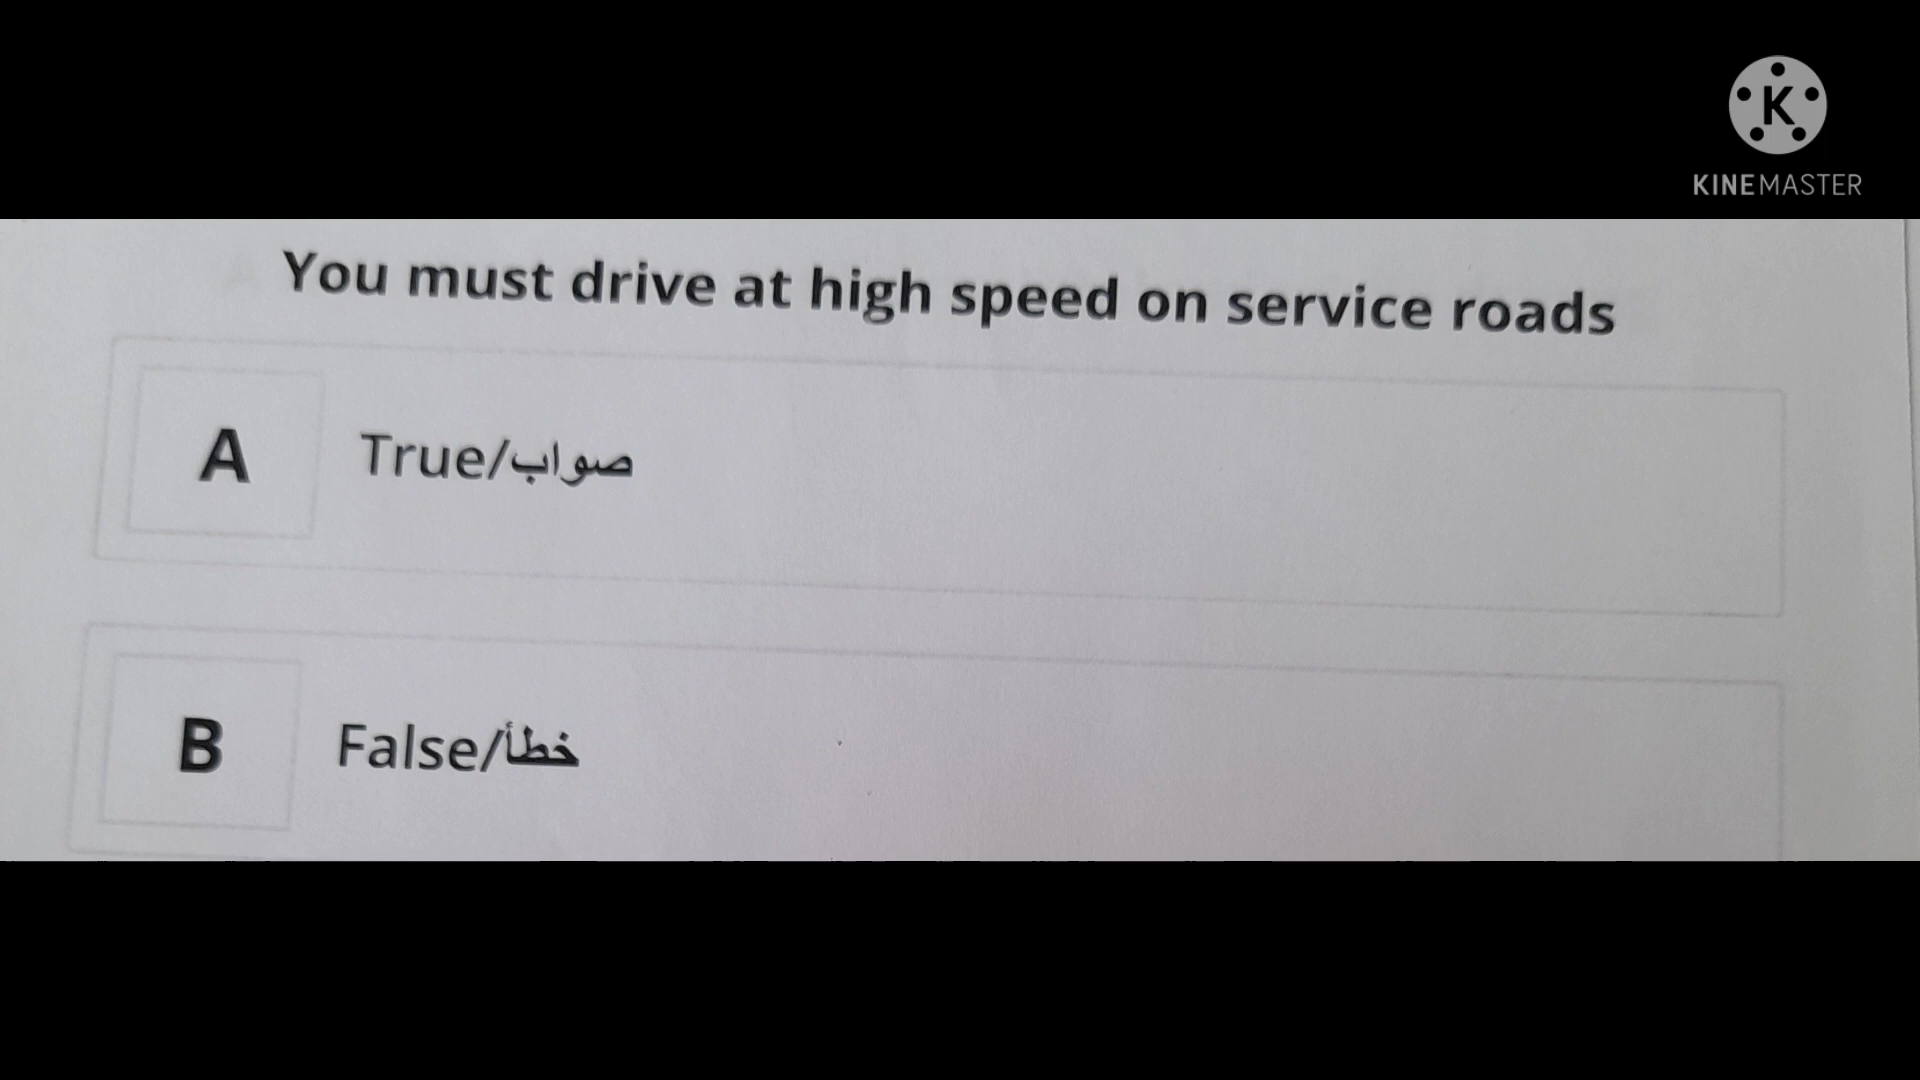 K
KINEMASTER
You must drive at high speed on service roads
A
True/صواب
B
False/خطأ